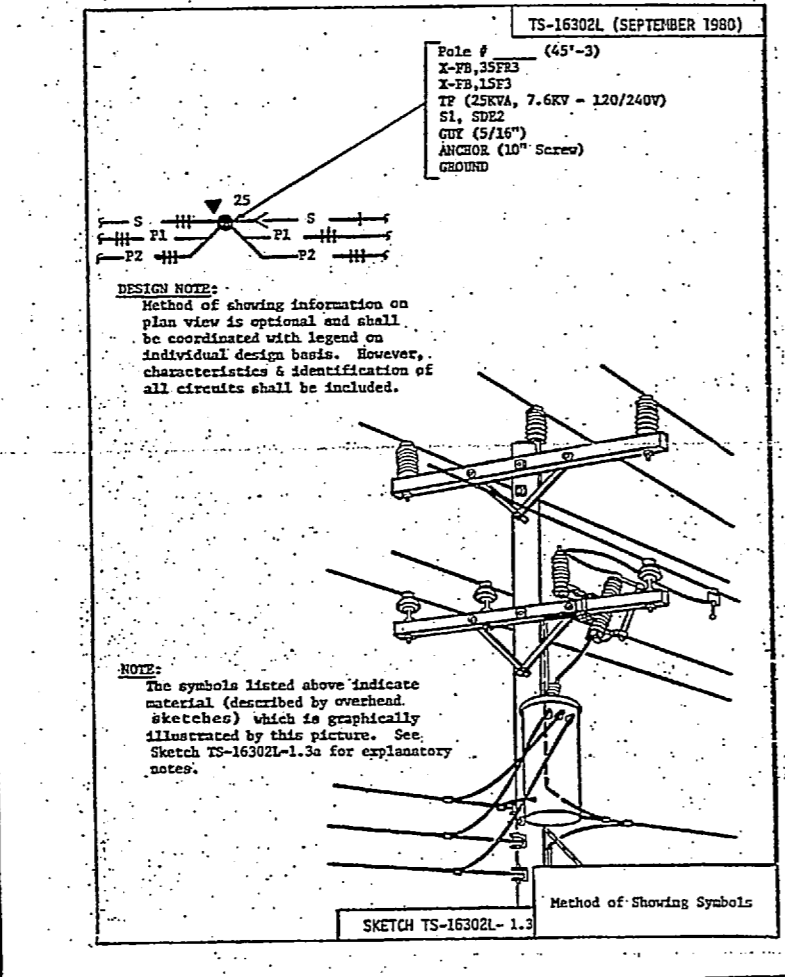 TS-16302L (SEPTEMBER 1980)
Pole # ____ (45'-3)
X-FB,35FR3
X-FB,15F3
TP (25KVA, 7.6KV - 120/240V)
S1, SDE2
GUY (5/16")
ANCHOR (10" Screw)
GROUND
25
S S
P1 P1
P2 P2
DESIGN NOTE:
Method of showing information on
plan view is optional and shall
be coordinated with legend on
individual design basis. However,
characteristics & identification of
all circuits shall be included.
NOTE:
The symbols listed above indicate
material (described by overhead
sketches) which is graphically
illustrated by this picture. See
Sketch TS-16302L-1.3a for explanatory
notes.
Method of Showing Symbols
SKETCH TS-16302L- 1.3